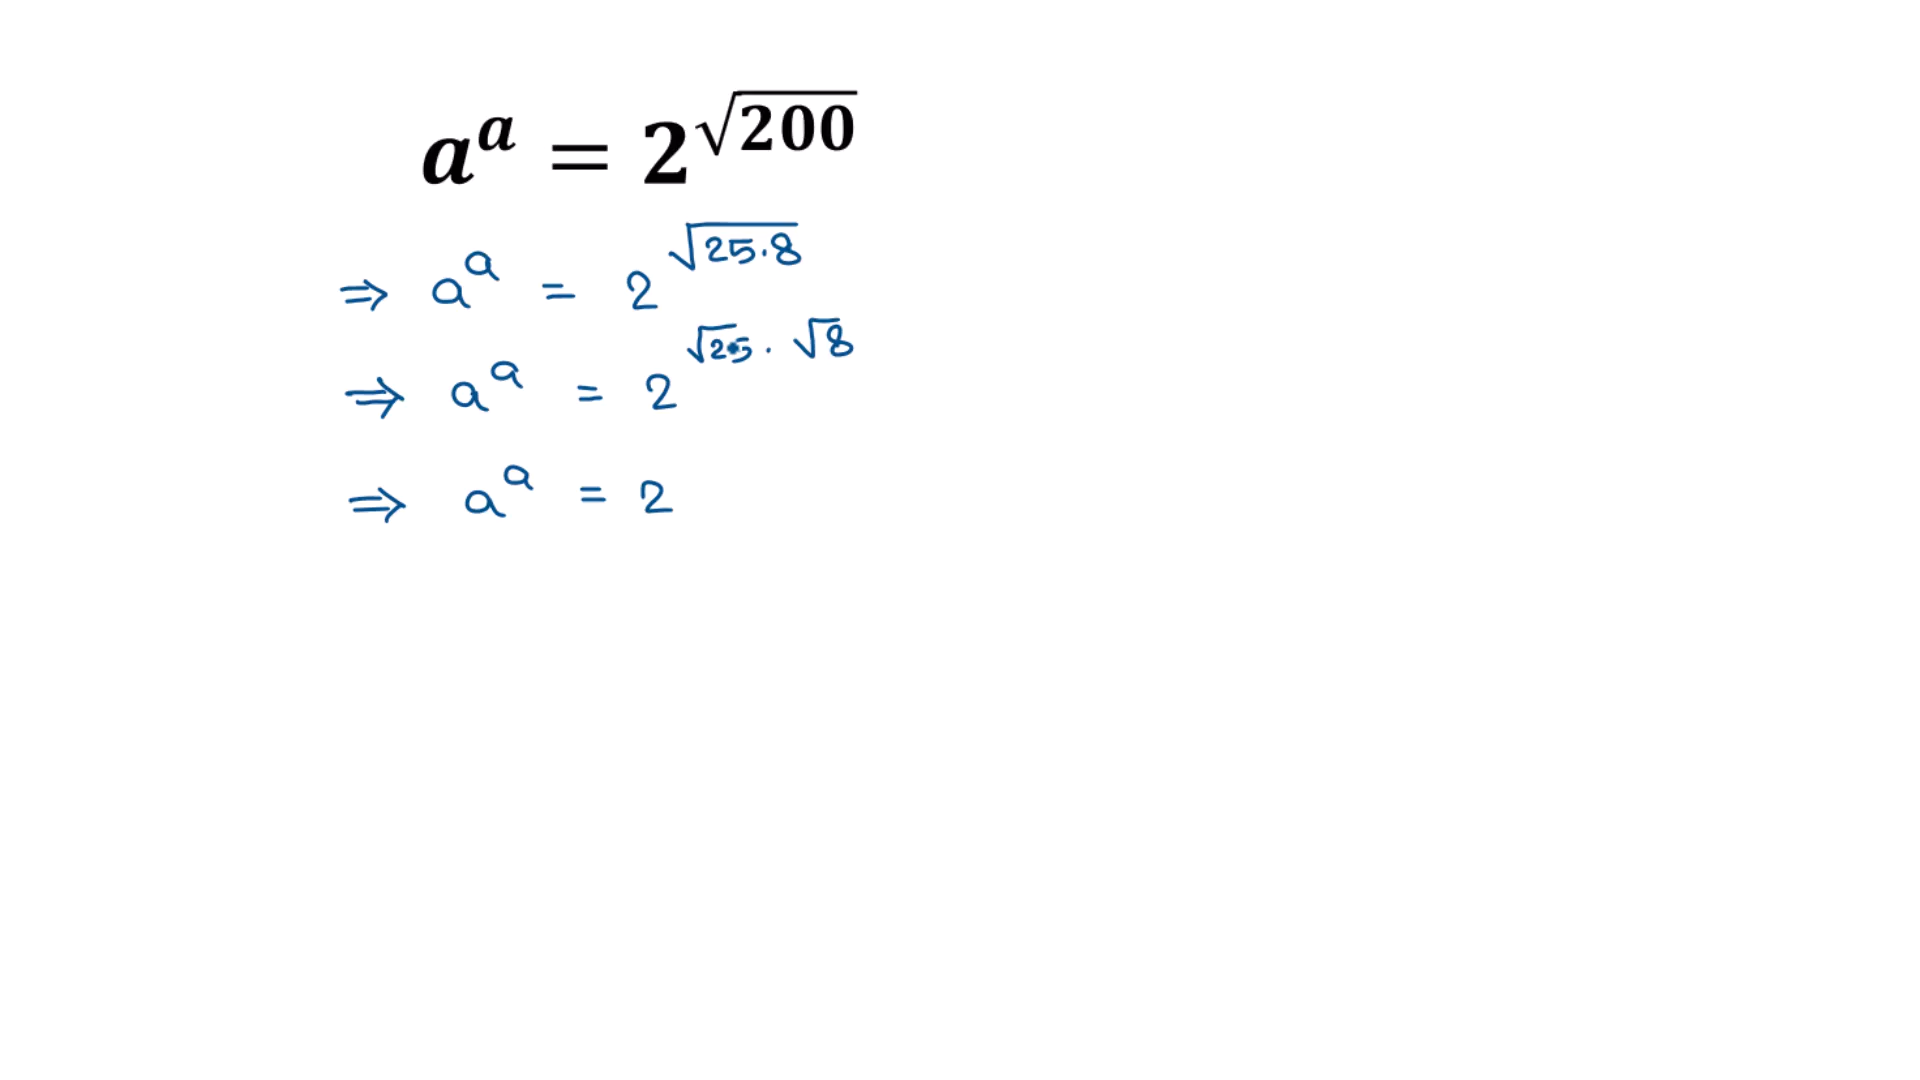 a^a = 2^√200
⇒ a^a = 2^√25·8
⇒ a^a = 2^√25 · √8
⇒ a^a = 2